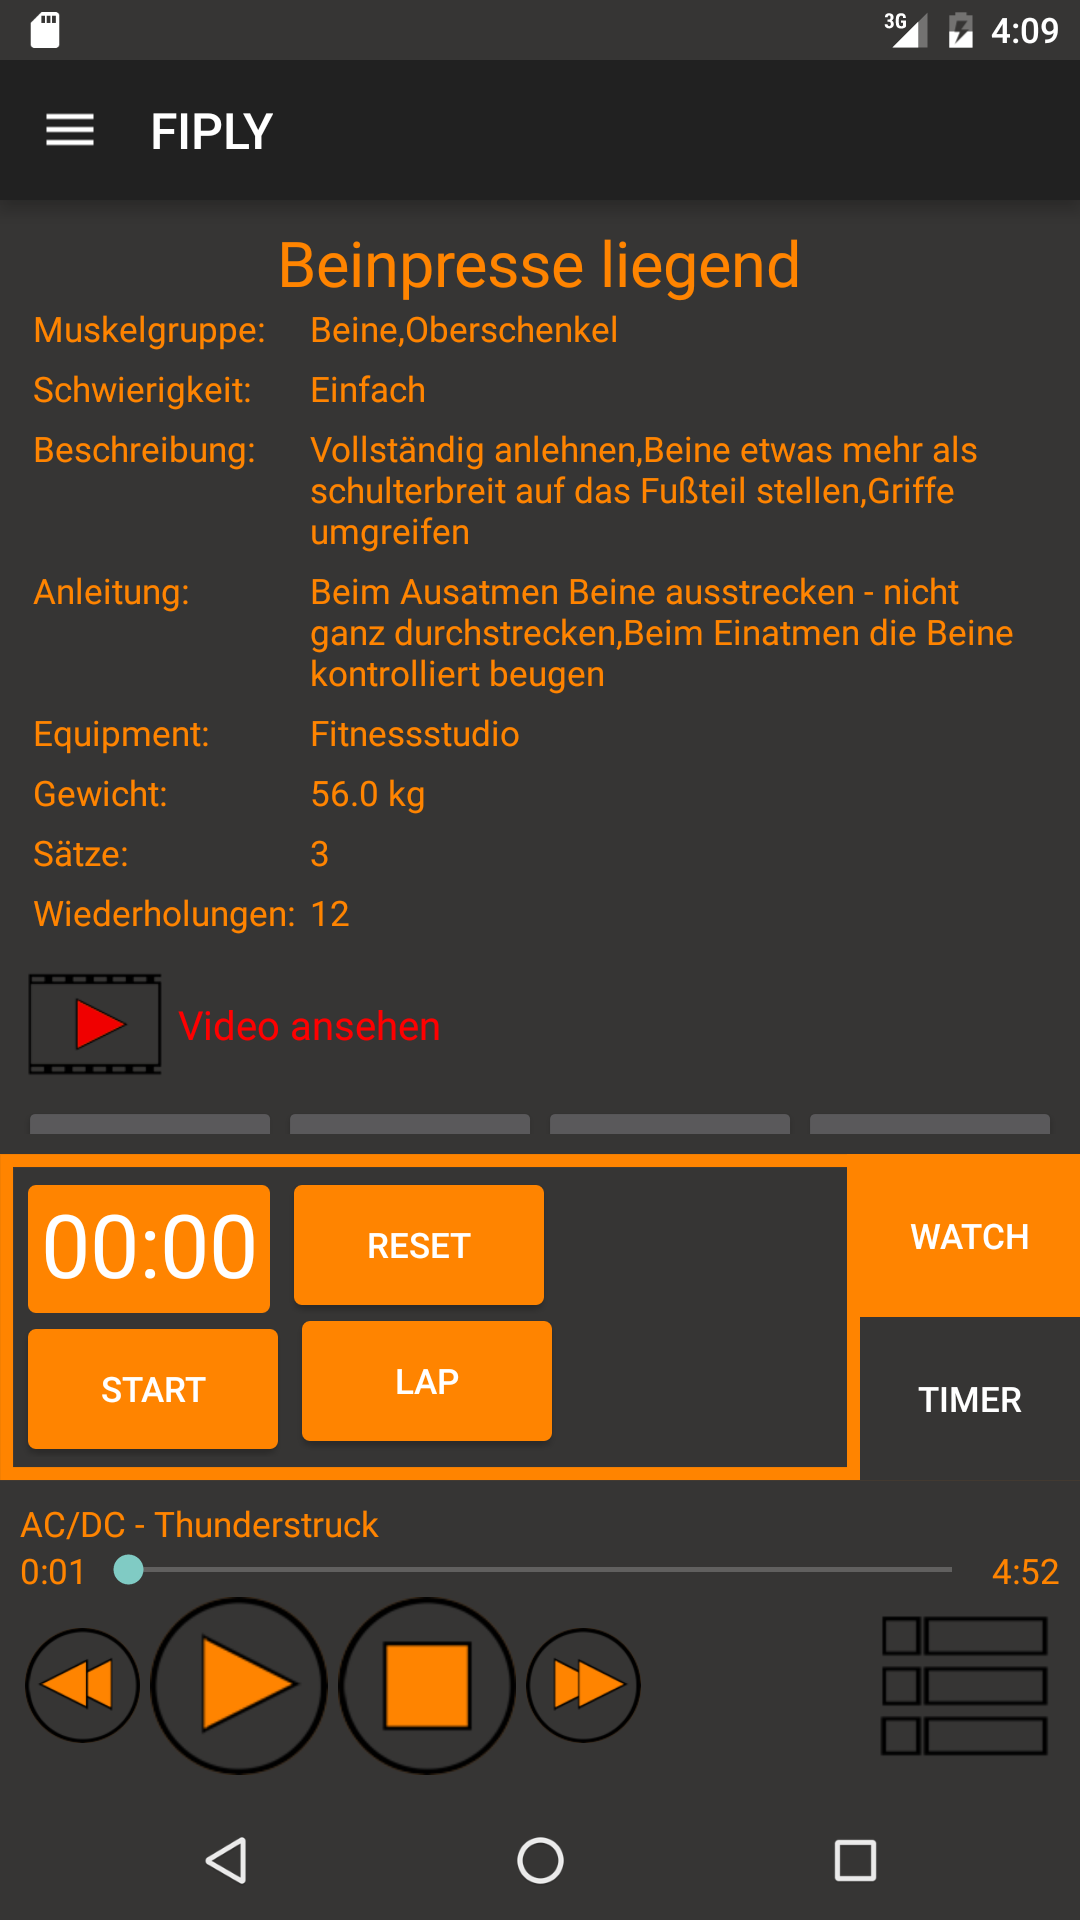 3G 4:09
FIPLY
Beinpresse liegend
Muskelgruppe: Beine,Oberschenkel
Schwierigkeit: Einfach
Beschreibung: Vollständig anlehnen,Beine etwas mehr als
schulterbreit auf das Fußteil stellen,Griffe
umgreifen
Anleitung: Beim Ausatmen Beine ausstrecken - nicht
ganz durchstrecken,Beim Einatmen die Beine
kontrolliert beugen
Equipment: Fitnessstudio
Gewicht: 56.0 kg
Sätze: 3
Wiederholungen: 12
Video ansehen
00:00 RESET
WATCH
START LAP
TIMER
AC/DC - Thunderstruck
0:01 4:52